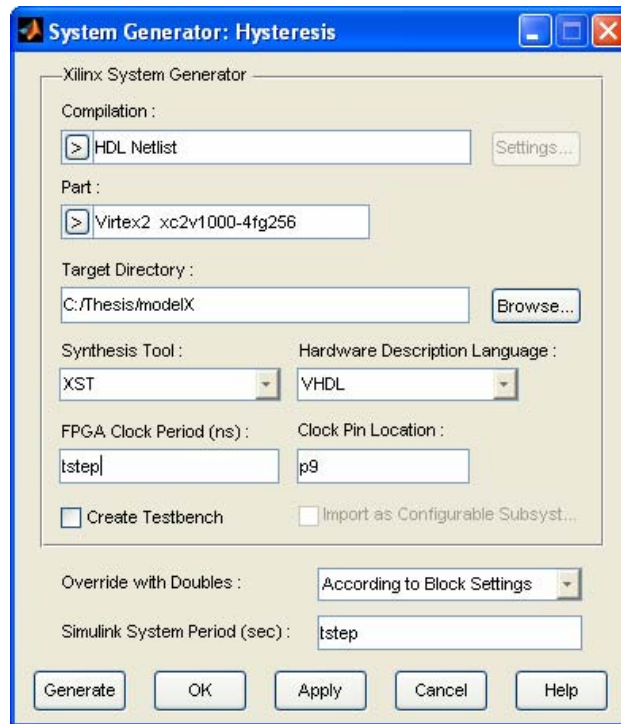 System Generator: Hysteresis
Xilinx System Generator
Compilation :
> HDL Netlist
Settings...
Part :
> Virtex2 xc2v1000-4fg256
Target Directory :
C:/Thesis/modelX
Browse...
Synthesis Tool : Hardware Description Language :
XST VHDL
FPGA Clock Period (ns) : Clock Pin Location :
tstep p9
Create Testbench Import as Configurable Subsyst...
Override with Doubles : According to Block Settings
Simulink System Period (sec) : tstep
Generate OK Apply Cancel Help